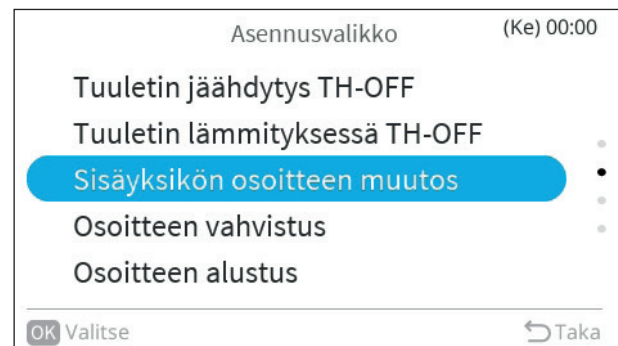 Asennusvalikko (Ke) 00:00
Tuuletin jäähdytys TH-OFF
Tuuletin lämmityksessä TH-OFF
Sisäyksikön osoitteen muutos
Osoitteen vahvistus
Osoitteen alustus
OK Valitse Taka